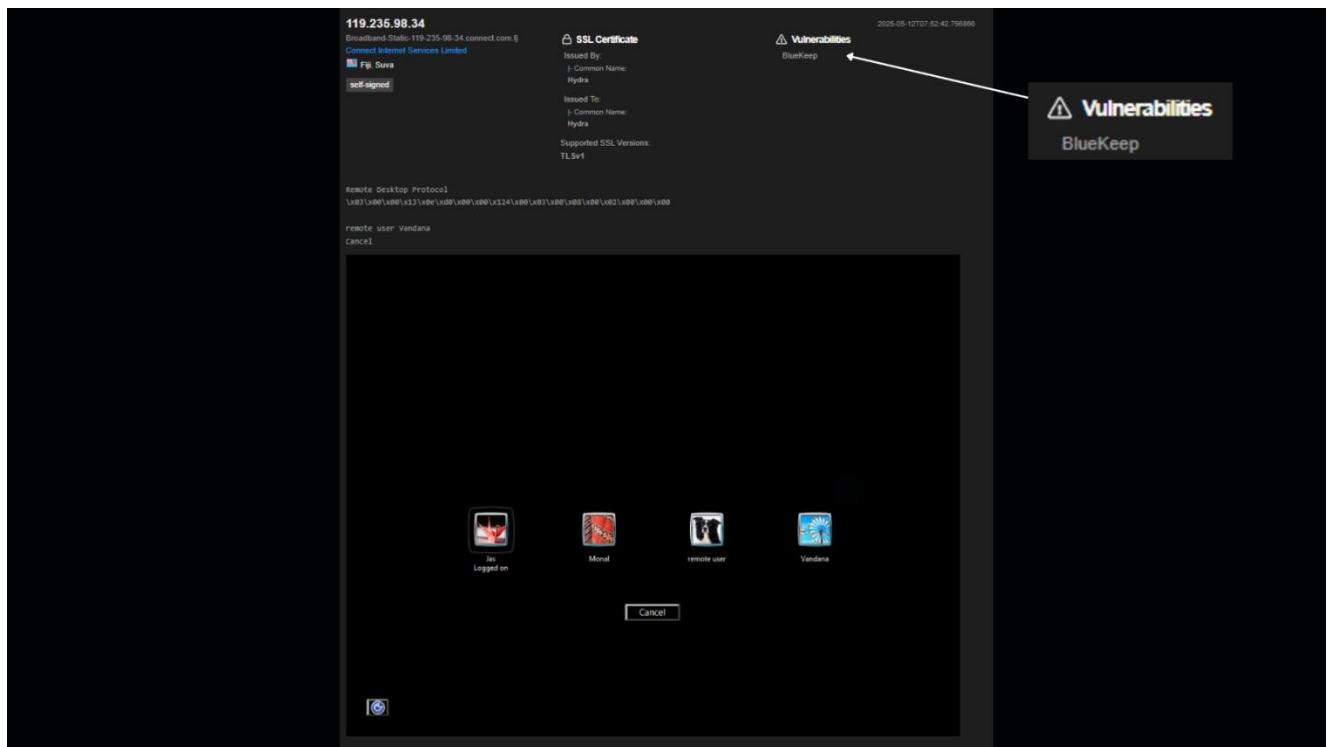 119.235.98.34
2025-05-12T07:52:42.756866
Broadband-Static-119-235-98-34.connect.com.fj
Connect Internet Services Limited
Fiji, Suva
self-signed
SSL Certificate
Issued By:
|- Common Name:
Hydra
Issued To:
|- Common Name:
Hydra
Supported SSL Versions:
TLSv1
Vulnerabilities
BlueKeep
Vulnerabilities
BlueKeep
Remote Desktop Protocol
\x03\x00\x00\x13\x0e\xd0\x00\x00\x124\x00\x03\x00\x08\x00\x02\x00\x00\x00
remote user Vandana
Cancel
Jas
Logged on
Monal
remote user
Vandana
Cancel